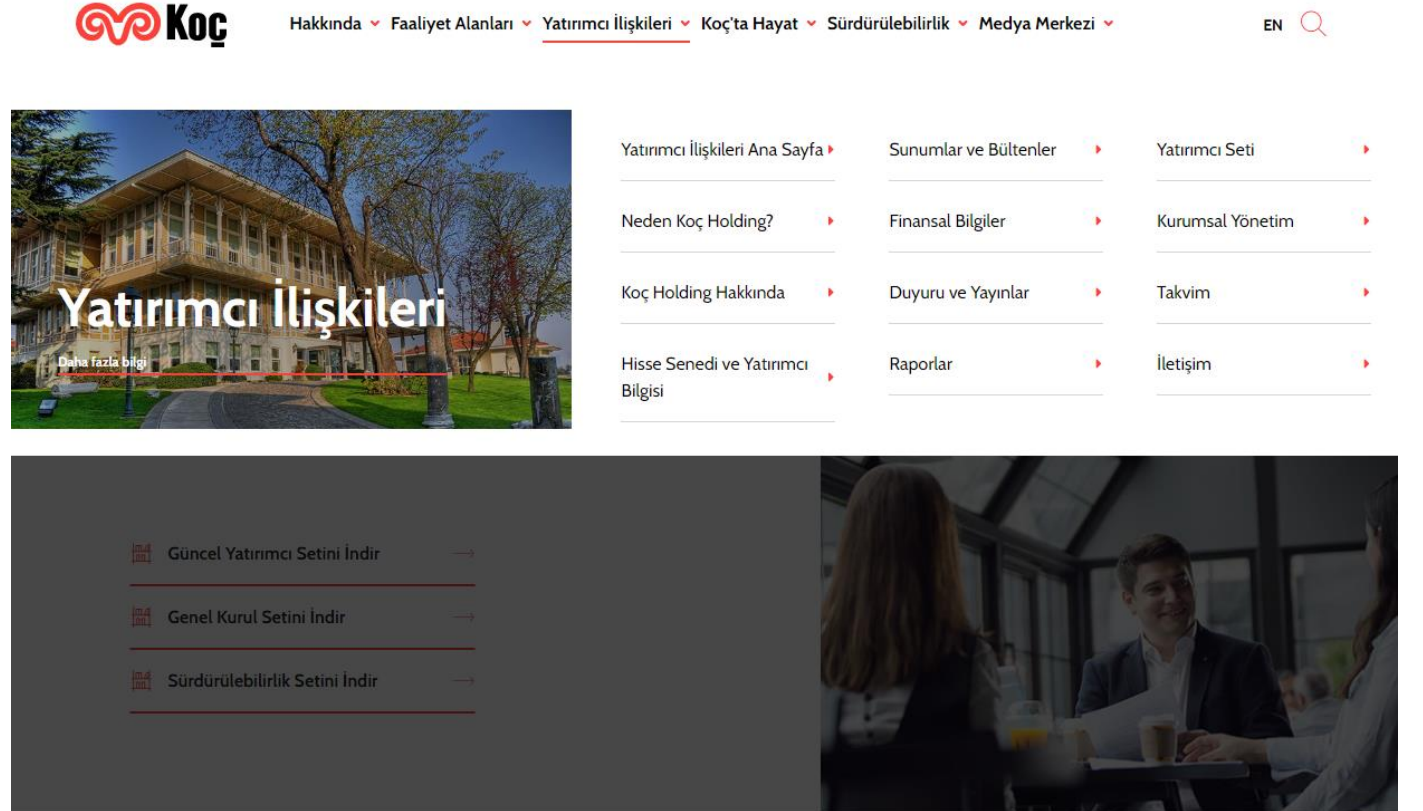 Koç
Hakkında Faaliyet Alanları Yatırımcı İlişkileri Koç'ta Hayat Sürdürülebilirlik Medya Merkezi EN
Yatırımcı İlişkileri
Daha fazla bilgi
Yatırımcı İlişkileri Ana Sayfa
Neden Koç Holding?
Koç Holding Hakkında
Hisse Senedi ve Yatırımcı
Bilgisi
Sunumlar ve Bültenler
Finansal Bilgiler
Duyuru ve Yayınlar
Raporlar
Yatırımcı Seti
Kurumsal Yönetim
Takvim
İletişim
Güncel Yatırımcı Setini İndir
Genel Kurul Setini İndir
Sürdürülebilirlik Setini İndir